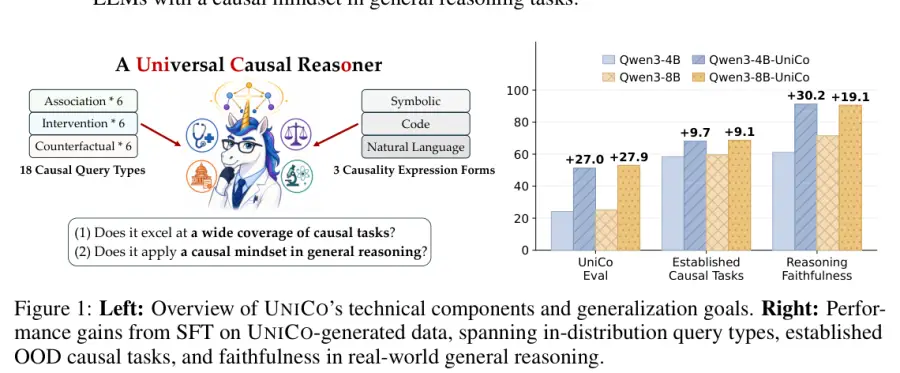 LLMs with a causal mindset in general reasoning tasks.
A Universal Causal Reasoner
Association * 6
Intervention * 6
Counterfactual * 6
18 Causal Query Types
Symbolic
Code
Natural Language
3 Causality Expression Forms
(1) Does it excel at a wide coverage of causal tasks?
(2) Does it apply a causal mindset in general reasoning?
Qwen3-4B
Qwen3-4B-UniCo
Qwen3-8B
Qwen3-8B-UniCo
100
80
60
40
20
0
+27.0
+27.9
+9.7
+9.1
+30.2
+19.1
UniCo
Eval
Established
Causal Tasks
Reasoning
Faithfulness
Figure 1: Left: Overview of UNICO's technical components and generalization goals. Right: Perfor-
mance gains from SFT on UNICO-generated data, spanning in-distribution query types, established
OOD causal tasks, and faithfulness in real-world general reasoning.